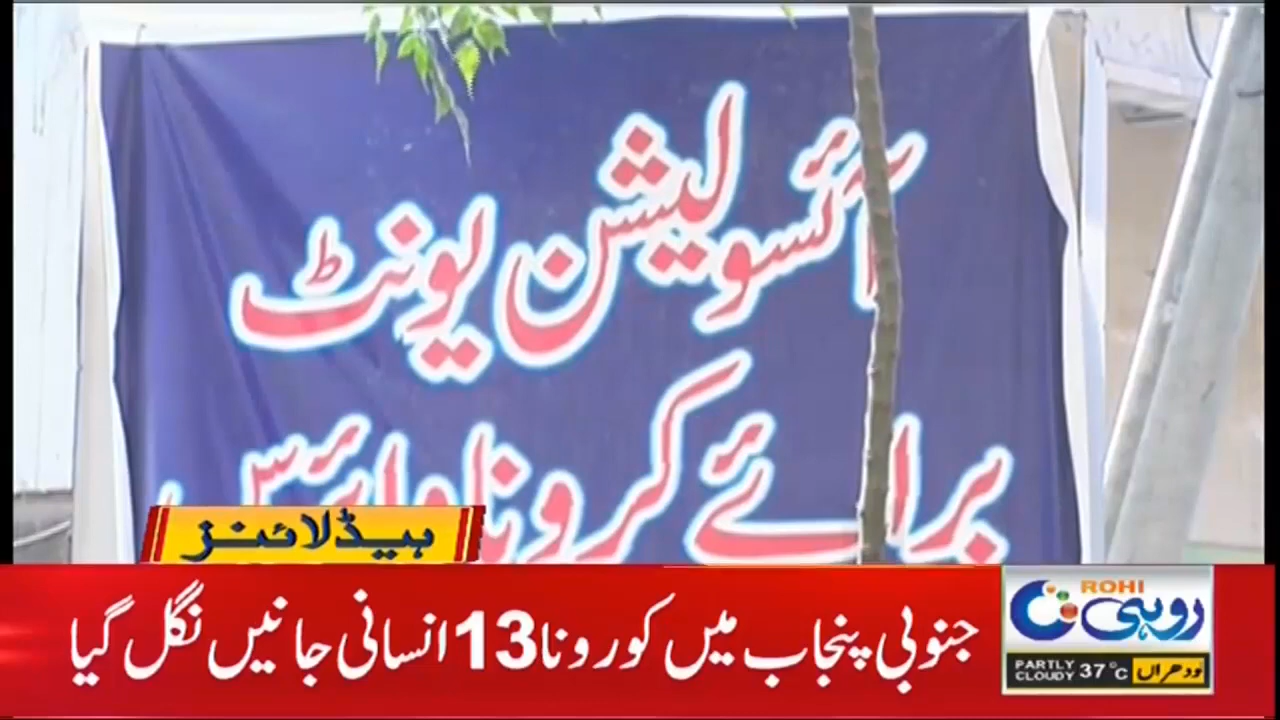 آئسولیشن یونٹ
برائے کرونا وائرس
ہیڈلائنز
جنوبی پنجاب میں کورونا 13 انسانی جانیں نگل گیا
ROHI
روہی
PARTLY CLOUDY 37°C لودھراں